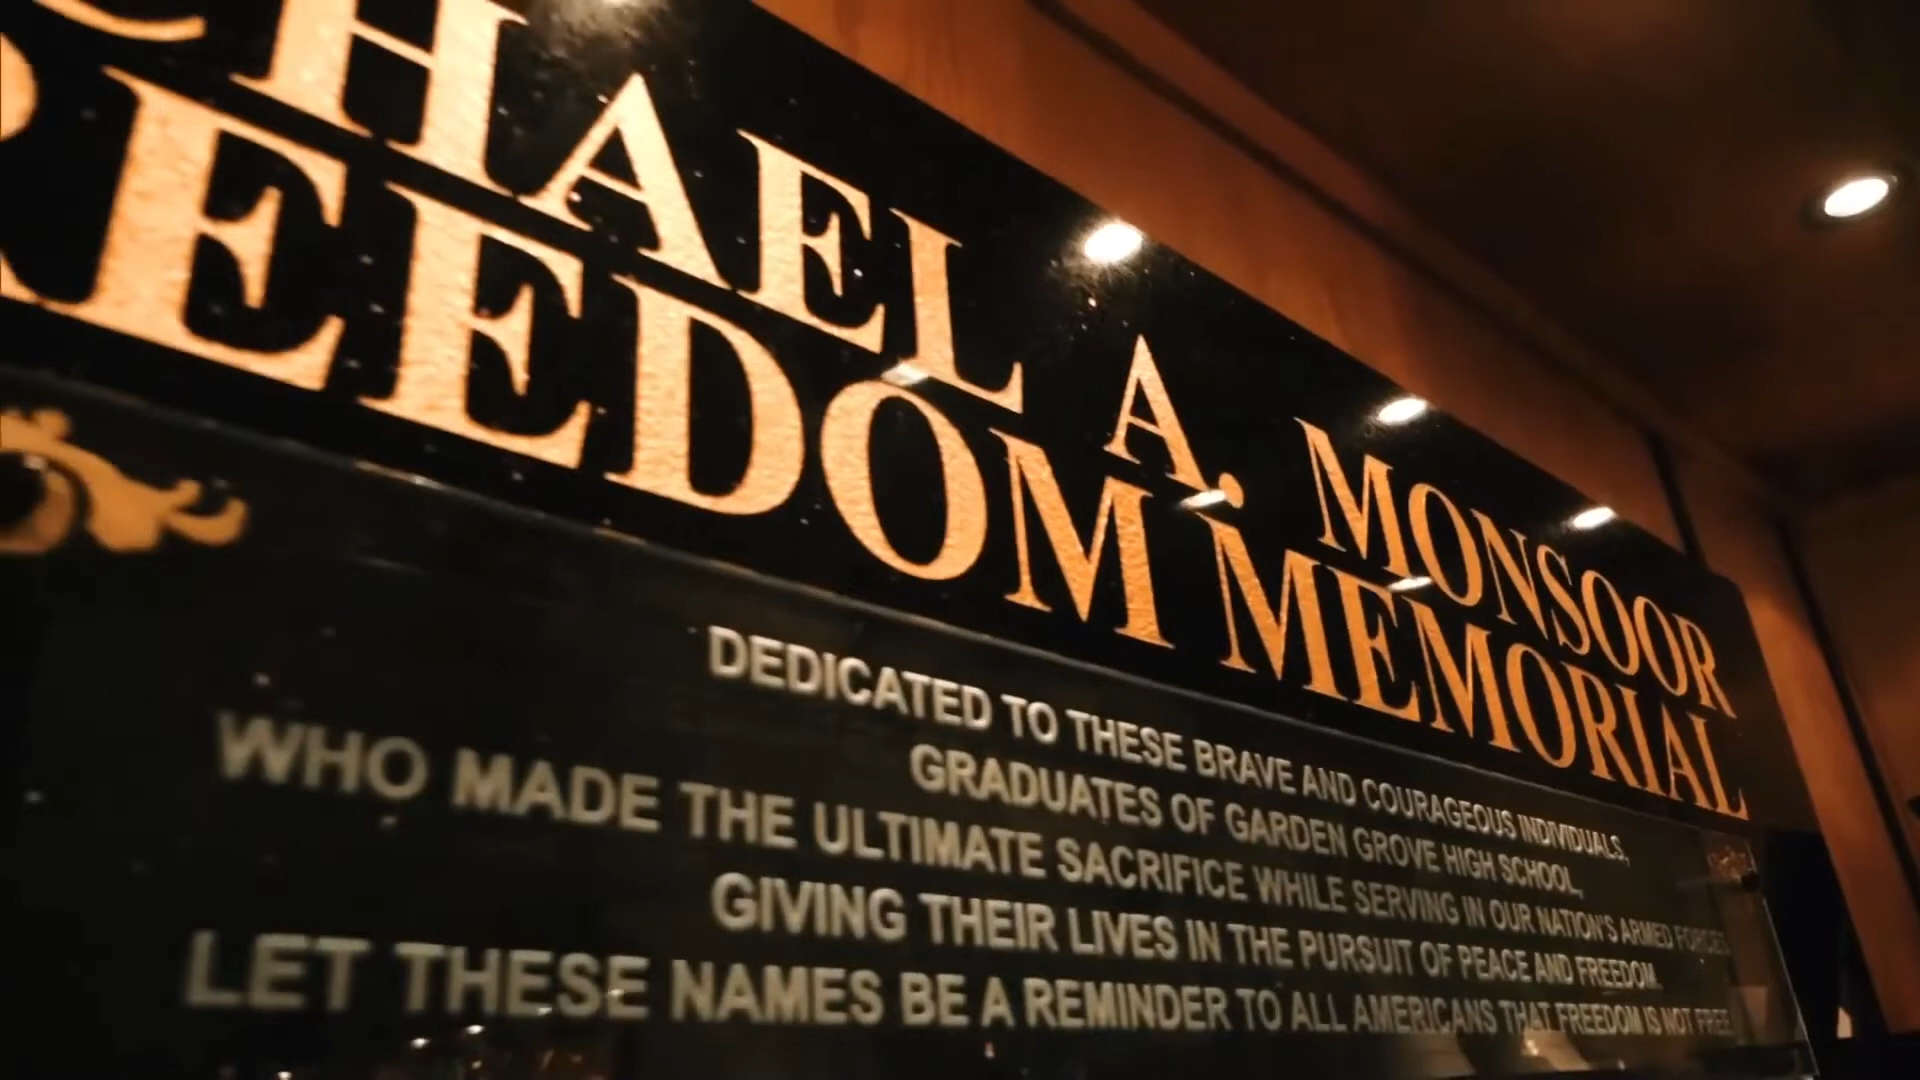 CHAEL A. MONSOOR
REEDOM MEMORIAL
DEDICATED TO THESE BRAVE AND COURAGEOUS INDIVIDUALS,
GRADUATES OF GARDEN GROVE HIGH SCHOOL,
WHO MADE THE ULTIMATE SACRIFICE WHILE SERVING IN OUR NATION'S ARMED FORCES
GIVING THEIR LIVES IN THE PURSUIT OF PEACE AND FREEDOM.
LET THESE NAMES BE A REMINDER TO ALL AMERICANS THAT FREEDOM IS NOT FREE